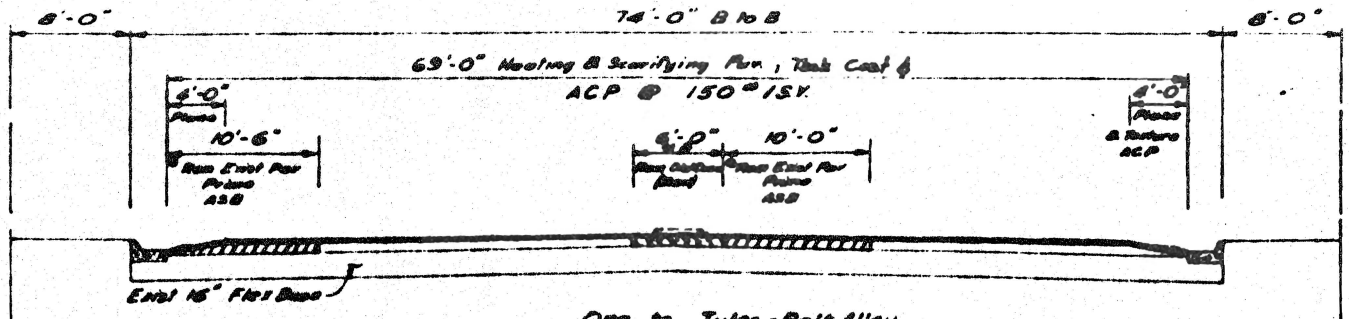 8'-0" 74'-0" B to B 8'-0"
69'-0" Heating & Scarifying Pav., Tack Coat &
ACP @ 150 # / S.Y.
4'-0" 4'-0"
Plane Plane
10'-6" 6'-0" 10'-0" & Texture
ACP
Rem Exist Pav Rem Rem Exist Pav
Prime Prime
ASB ASB
Exist 16" Flex Base